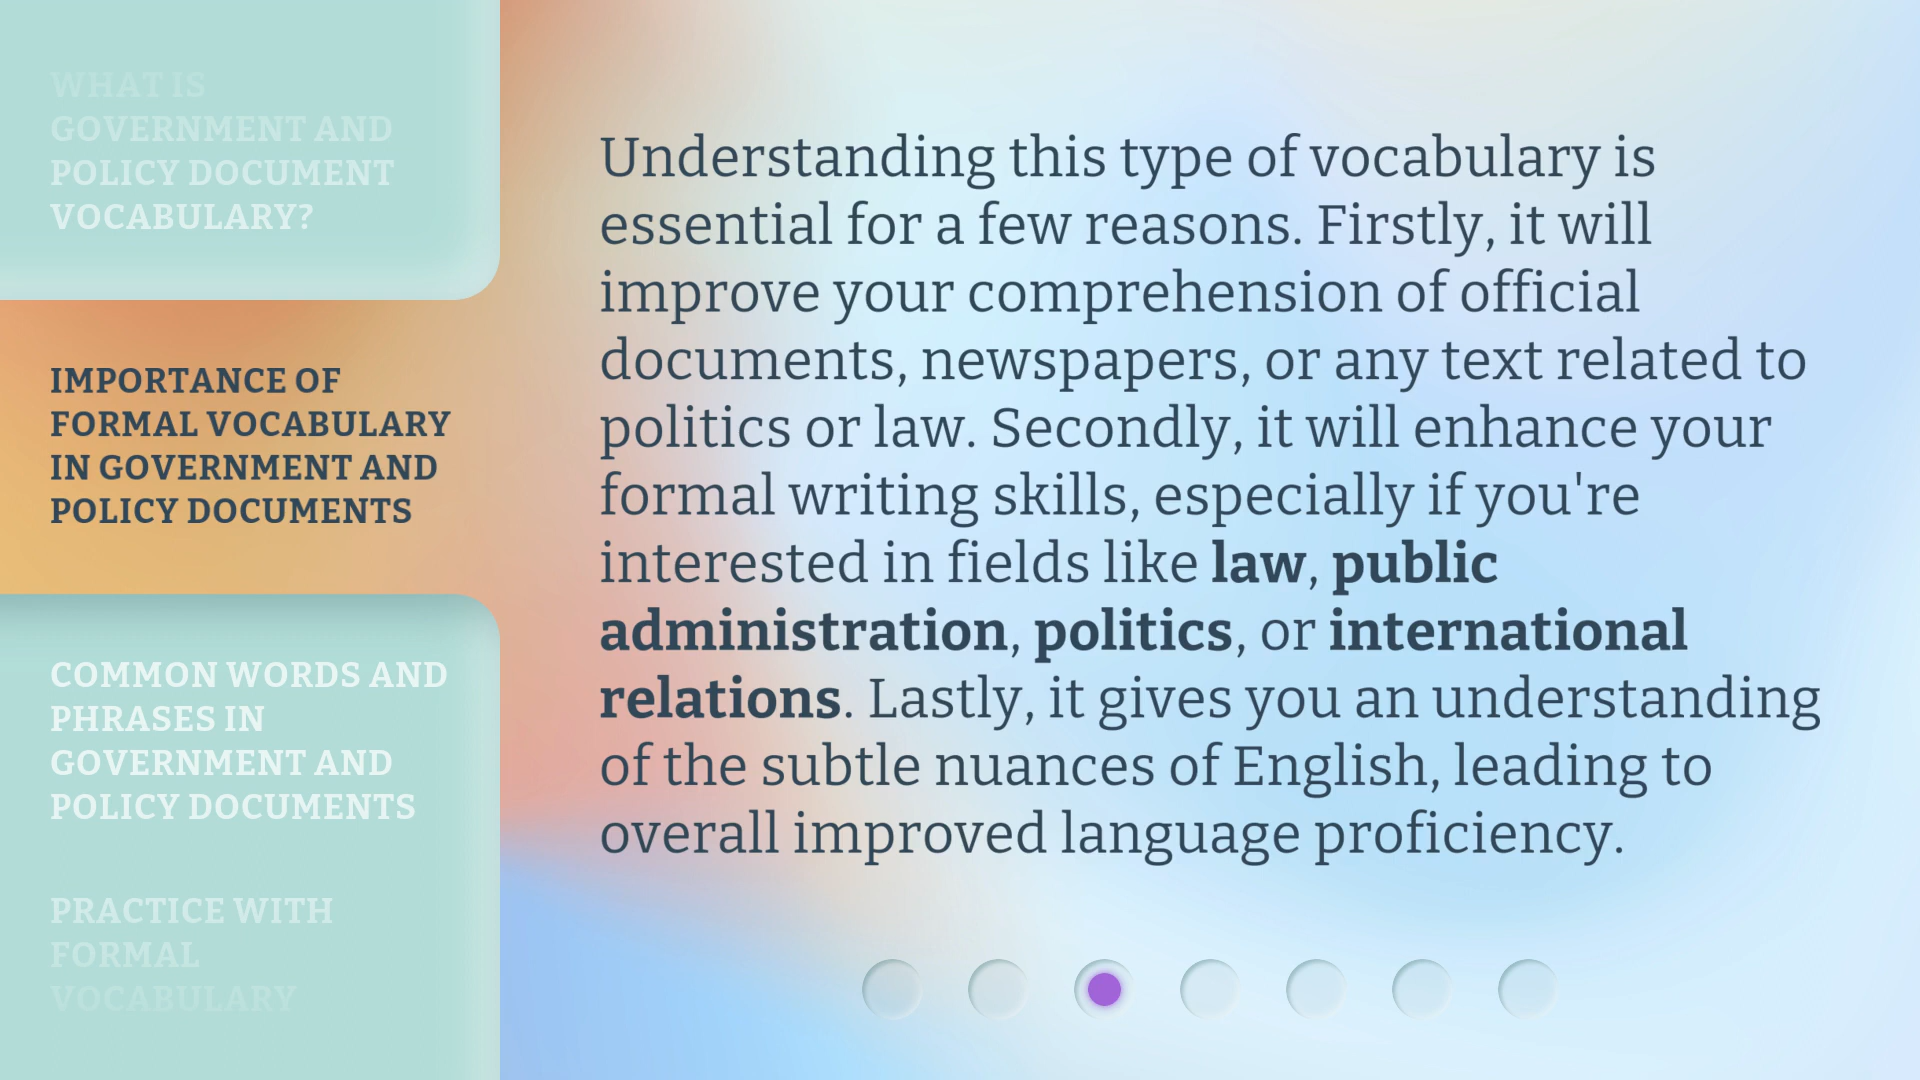 WHAT IS
GOVERNMENT AND
POLICY DOCUMENT
VOCABULARY?
IMPORTANCE OF
FORMAL VOCABULARY
IN GOVERNMENT AND
POLICY DOCUMENTS
COMMON WORDS AND
PHRASES IN
GOVERNMENT AND
POLICY DOCUMENTS
PRACTICE WITH
FORMAL
VOCABULARY
Understanding this type of vocabulary is
essential for a few reasons. Firstly, it will
improve your comprehension of official
documents, newspapers, or any text related to
politics or law. Secondly, it will enhance your
formal writing skills, especially if you're
interested in fields like law, public
administration, politics, or international
relations. Lastly, it gives you an understanding
of the subtle nuances of English, leading to
overall improved language proficiency.